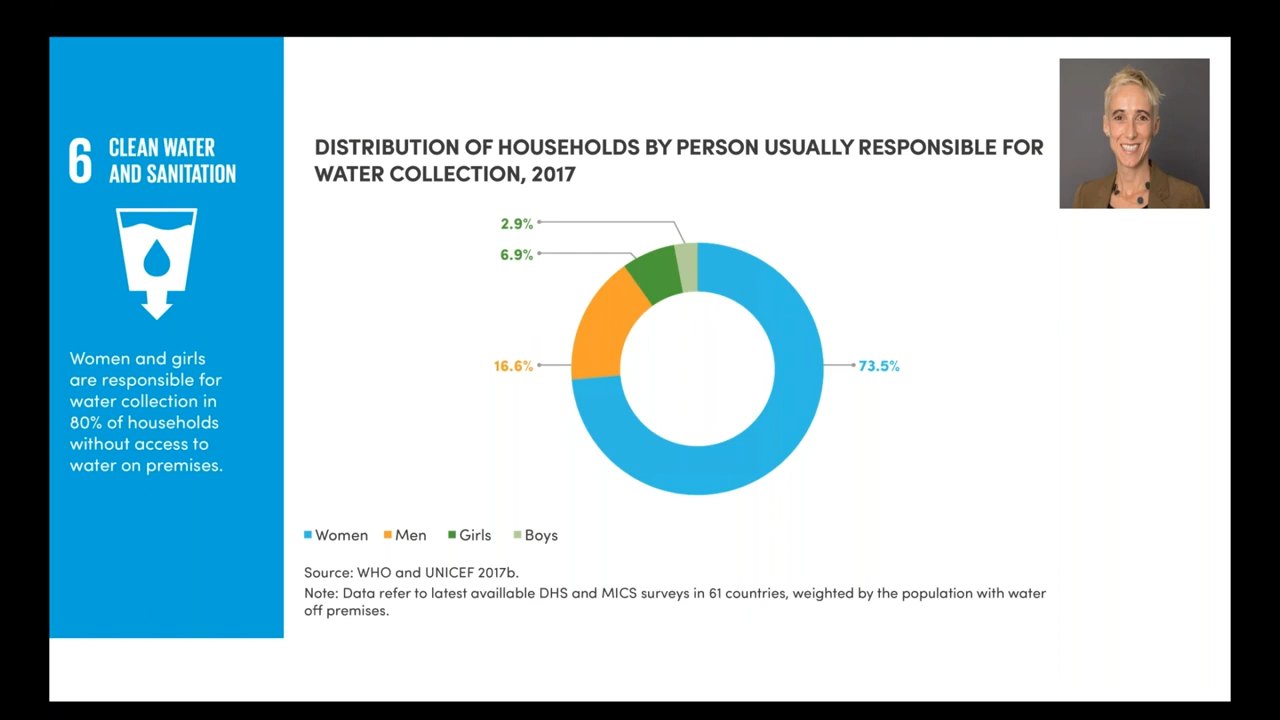 6 CLEAN WATER
AND SANITATION
Women and girls
are responsible for
water collection in
80% of households
without access to
water on premises.
DISTRIBUTION OF HOUSEHOLDS BY PERSON USUALLY RESPONSIBLE FOR
WATER COLLECTION, 2017
2.9%
6.9%
16.6%
73.5%
Women Men Girls Boys
Source: WHO and UNICEF 2017b.
Note: Data refer to latest availlable DHS and MICS surveys in 61 countries, weighted by the population with water
off premises.